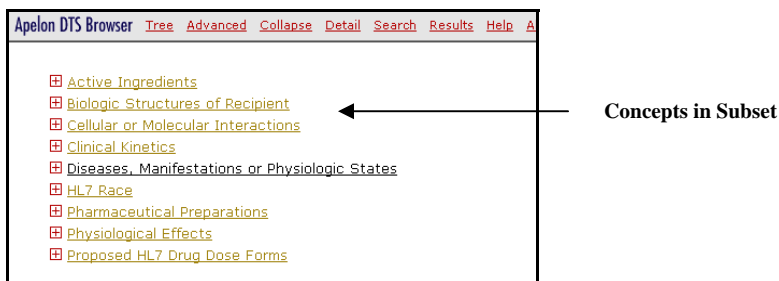 Apelon DTS Browser Tree Advanced Collapse Detail Search Results Help A
Active Ingredients
Biologic Structures of Recipient
Concepts in Subset
Cellular or Molecular Interactions
Clinical Kinetics
Diseases, Manifestations or Physiologic States
HL7 Race
Pharmaceutical Preparations
Physiological Effects
Proposed HL7 Drug Dose Forms